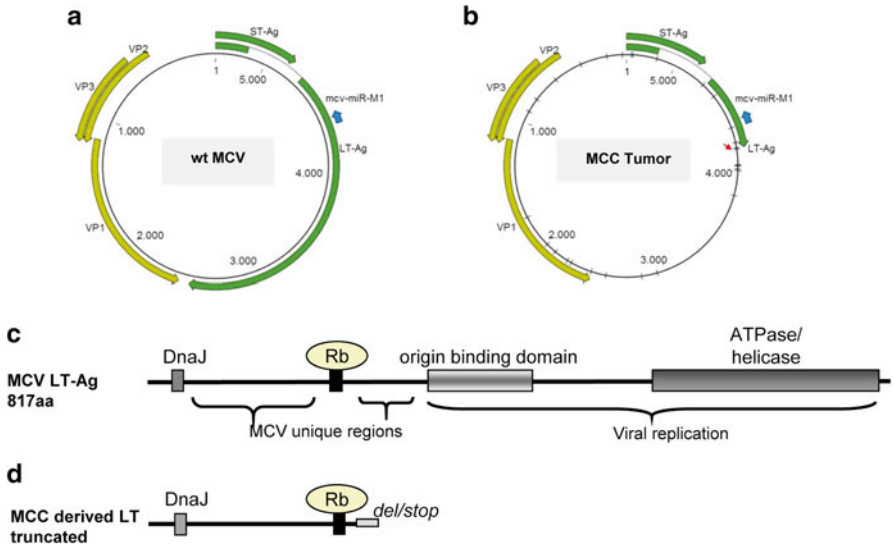 a
ST-Ag
VP2
VP3
1
5.000
mcv-miR-M1
LT-Ag
1.000
wt MCV
4.000
VP1
2.000
3.000
b
ST-Ag
VP2
VP3
1
5.000
mcv-miR-M1
LT-Ag
1.000
MCC Tumor
4.000
VP1
2.000
3.000
c
MCV LT-Ag
817aa
DnaJ
Rb
origin binding domain
ATPase/
helicase
MCV unique regions
Viral replication
d
MCC derived LT
truncated
DnaJ
Rb
del/stop